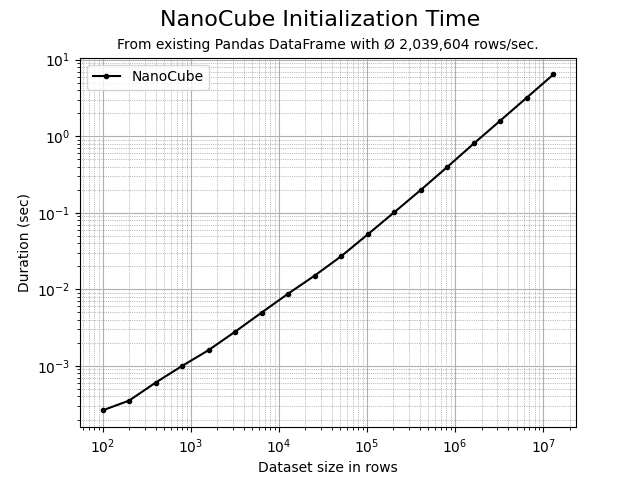 NanoCube Initialization Time
From existing Pandas DataFrame with Ø 2,039,604 rows/sec.
NanoCube
Duration (sec)
10¹
10⁰
10⁻¹
10⁻²
10⁻³
10² 10³ 10⁴ 10⁵ 10⁶ 10⁷
Dataset size in rows